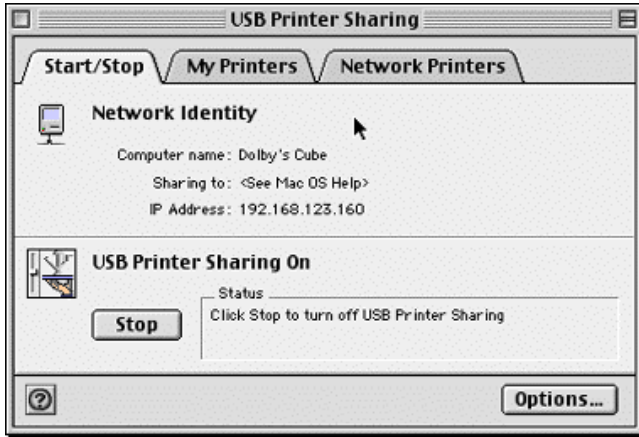 USB Printer Sharing
Start/Stop My Printers Network Printers
Network Identity
Computer name: Dolby's Cube
Sharing to: <See Mac OS Help>
IP Address: 192.168.123.160
USB Printer Sharing On
Status
Stop
Click Stop to turn off USB Printer Sharing
?
Options...